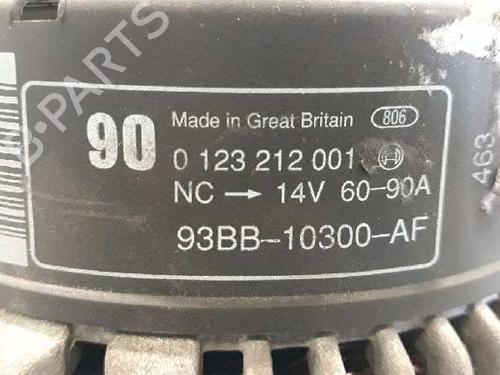 B-PARTS
90
Made in Great Britain 806
0 123 212 001
NC → 14V 60-90A
93BB-10300-AF
463